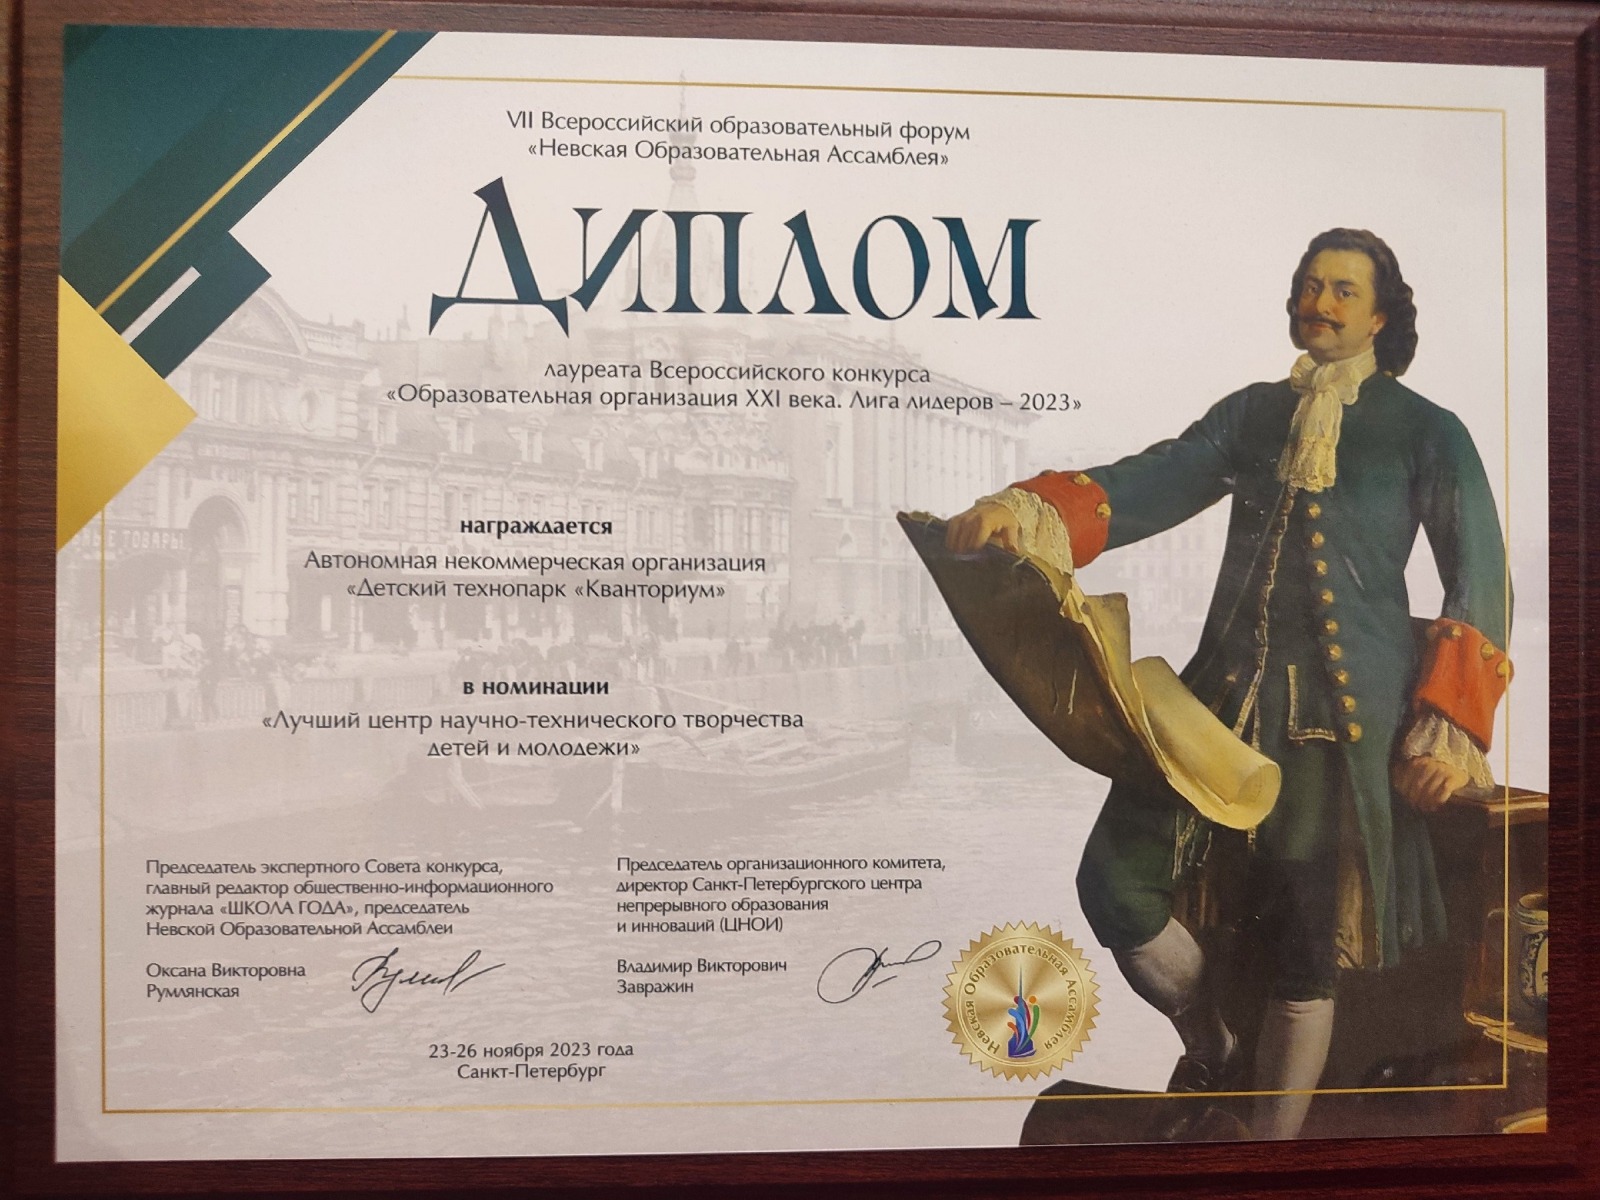 VII Всероссийский образовательный форум
«Невская Образовательная Ассамблея»
ДИПЛОМ
лауреата Всероссийского конкурса
«Образовательная организация XXI века. Лига лидеров – 2023»
награждается
Автономная некоммерческая организация
«Детский технопарк «Кванториум»
в номинации
«Лучший центр научно-технического творчества
детей и молодежи»
Председатель экспертного Совета конкурса,
главный редактор общественно-информационного
журнала «ШКОЛА ГОДА», председатель
Невской Образовательной Ассамблеи
Оксана Викторовна
Румлянская
Председатель организационного комитета,
директор Санкт-Петербургского центра
непрерывного образования
и инноваций (ЦНОИ)
Владимир Викторович
Завражин
Невская Образовательная Ассамблея
23-26 ноября 2023 года
Санкт-Петербург
ТОВАРЫ